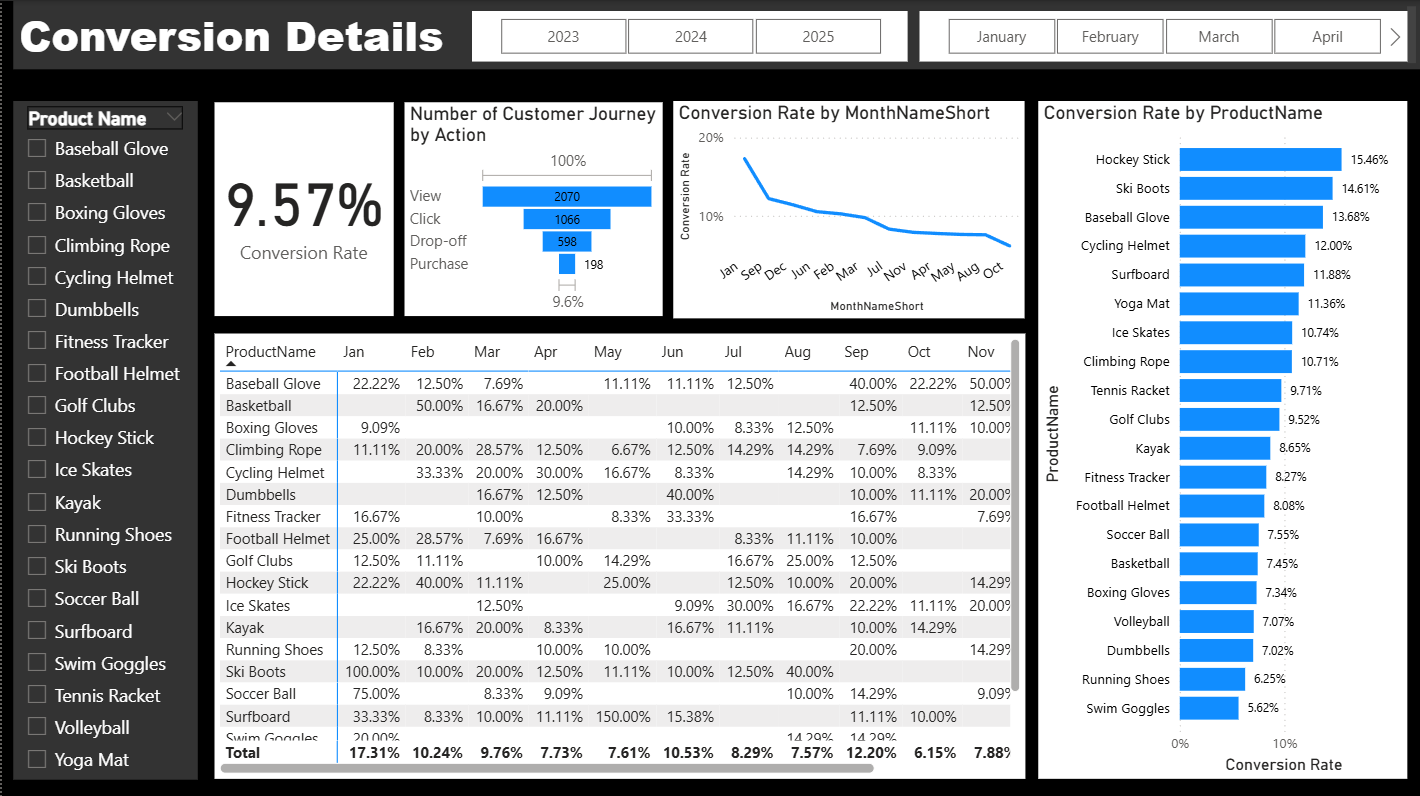 Conversion Details
2023 2024 2025
January February March April
Product Name
Baseball Glove
Basketball
Boxing Gloves
Climbing Rope
Cycling Helmet
Dumbbells
Fitness Tracker
Football Helmet
Golf Clubs
Hockey Stick
Ice Skates
Kayak
Running Shoes
Ski Boots
Soccer Ball
Surfboard
Swim Goggles
Tennis Racket
Volleyball
Yoga Mat
9.57%
Conversion Rate
Number of Customer Journey
by Action
100%
View 2070
Click 1066
Drop-off 598
Purchase 198
9.6%
Conversion Rate by MonthNameShort
20%
10%
Conversion Rate
Jan Sep Dec Jun Feb Mar Jul Nov Apr May Aug Oct
MonthNameShort
ProductName Jan Feb Mar Apr May Jun Jul Aug Sep Oct Nov
Baseball Glove 22.22% 12.50% 7.69% 11.11% 11.11% 12.50% 40.00% 22.22% 50.00%
Basketball 50.00% 16.67% 20.00% 12.50% 12.50%
Boxing Gloves 9.09% 10.00% 8.33% 12.50% 11.11% 10.00%
Climbing Rope 11.11% 20.00% 28.57% 12.50% 6.67% 12.50% 14.29% 14.29% 7.69% 9.09%
Cycling Helmet 33.33% 20.00% 30.00% 16.67% 8.33% 14.29% 10.00% 8.33%
Dumbbells 16.67% 12.50% 40.00% 10.00% 11.11% 20.00%
Fitness Tracker 16.67% 10.00% 8.33% 33.33% 16.67% 7.69%
Football Helmet 25.00% 28.57% 7.69% 16.67% 8.33% 11.11% 10.00%
Golf Clubs 12.50% 11.11% 10.00% 14.29% 16.67% 25.00% 12.50%
Hockey Stick 22.22% 40.00% 11.11% 25.00% 12.50% 10.00% 20.00% 14.29%
Ice Skates 12.50% 9.09% 30.00% 16.67% 22.22% 11.11% 20.00%
Kayak 16.67% 20.00% 8.33% 16.67% 11.11% 10.00% 14.29%
Running Shoes 12.50% 8.33% 10.00% 10.00% 20.00% 14.29%
Ski Boots 100.00% 10.00% 20.00% 12.50% 11.11% 10.00% 12.50% 40.00%
Soccer Ball 75.00% 8.33% 9.09% 10.00% 14.29% 9.09%
Surfboard 33.33% 8.33% 10.00% 11.11% 150.00% 15.38% 11.11% 10.00%
Swim Goggles 20.00% 14.29% 14.29%
Total 17.31% 10.24% 9.76% 7.73% 7.61% 10.53% 8.29% 7.57% 12.20% 6.15% 7.88%
Conversion Rate by ProductName
ProductName
Hockey Stick 15.46%
Ski Boots 14.61%
Baseball Glove 13.68%
Cycling Helmet 12.00%
Surfboard 11.88%
Yoga Mat 11.36%
Ice Skates 10.74%
Climbing Rope 10.71%
Tennis Racket 9.71%
Golf Clubs 9.52%
Kayak 8.65%
Fitness Tracker 8.27%
Football Helmet 8.08%
Soccer Ball 7.55%
Basketball 7.45%
Boxing Gloves 7.34%
Volleyball 7.07%
Dumbbells 7.02%
Running Shoes 6.25%
Swim Goggles 5.62%
0% 10%
Conversion Rate